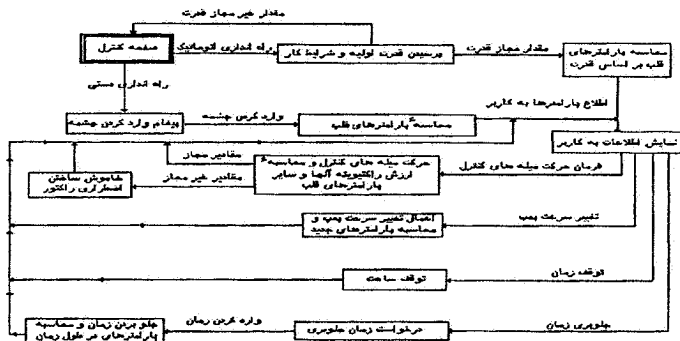 مقدار غیر مجاز قدرت
صفحه کنترل
راه اندازی اتوماتیک
پرسیدن قدرت اولیه و شرایط کار
مقدار مجاز قدرت
محاسبه پارامترهای
قلب بر اساس قدرت
راه اندازی دستی
اطلاع پارامترها به کاربر
پیغام وارد کردن چشمه
وارد کردن چشمه
محاسبه پارامترهای قلب
نمایش اطلاعات به کاربر
مقادیر مجاز
حرکت میله های کنترل و محاسبه
ارزش راکتیویته آنها و سایر
پارامترهای قلب
فرمان حرکت میله های کنترل
خاموش ساختن
اضطراری راکتور
مقادیر غیر مجاز
اعمال تغییر سرعت پمپ و
محاسبه پارامترهای جدید
تغییر سرعت پمپ
توقف ساعت
توقف زمان
جلو بردن زمان و محاسبه
پارامترهای در طول زمان
وارد کردن زمان
درخواست زمان جلوبری
جلوبری زمان